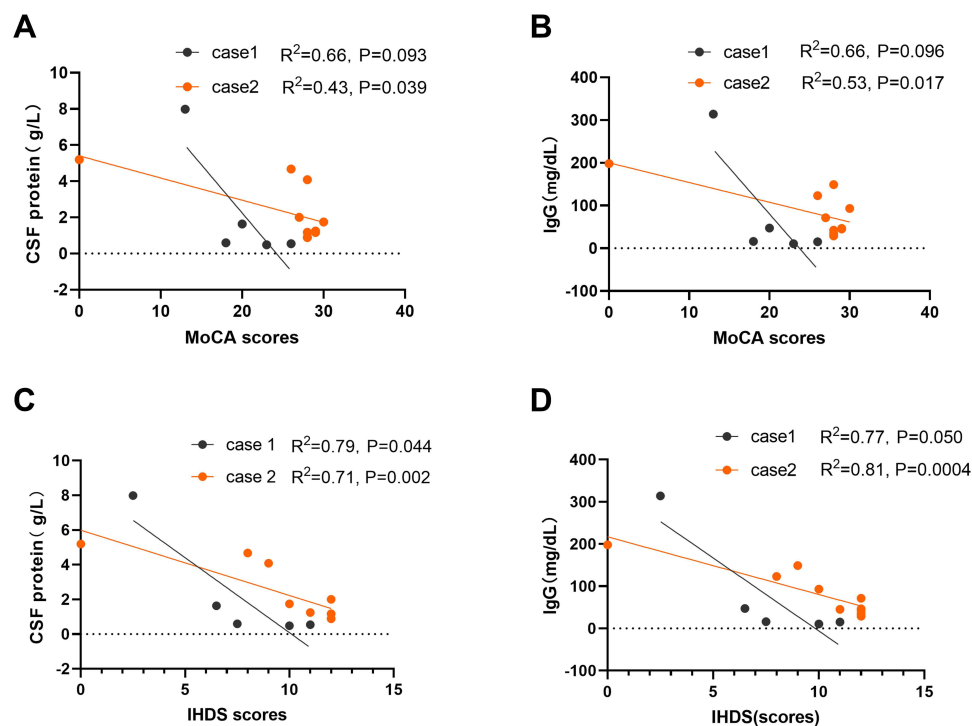 A
case1 R²=0.66, P=0.093
case2 R²=0.43, P=0.039
CSF protein( g/L)
10
8
6
4
2
0
-2
0 10 20 30 40
MoCA scores
B
case1 R²=0.66, P=0.096
case2 R²=0.53, P=0.017
IgG(mg/dL)
400
300
200
100
0
-100
0 10 20 30 40
MoCA scores
C
case 1 R²=0.79, P=0.044
case 2 R²=0.71, P=0.002
CSF protein( g/L)
10
8
6
4
2
0
-2
0 5 10 15
IHDS scores
D
case1 R²=0.77, P=0.050
case2 R²=0.81, P=0.0004
IgG(mg/dL)
400
300
200
100
0
-100
0 5 10 15
IHDS(scores)